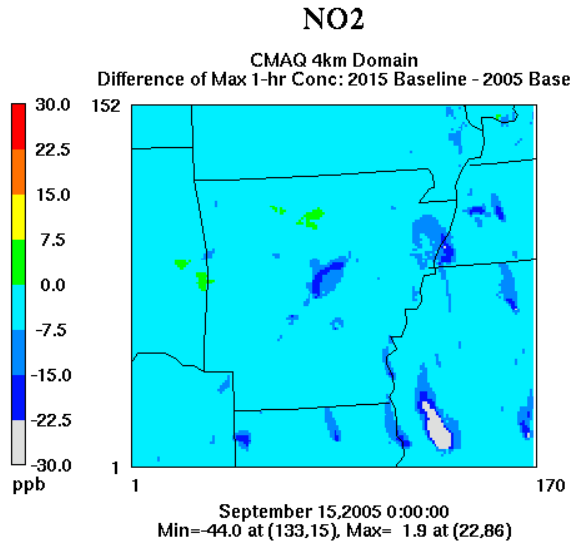 NO2
CMAQ 4km Domain
Difference of Max 1-hr Conc: 2015 Baseline - 2005 Base
30.0
22.5
15.0
7.5
0.0
-7.5
-15.0
-22.5
-30.0
ppb
152
1
1
170
September 15,2005 0:00:00
Min=-44.0 at (133,15), Max= 1.9 at (22,86)